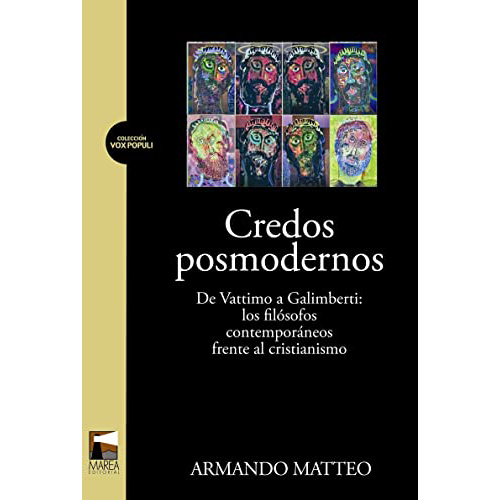 COLECCIÓN
VOX POPULI
Credos
posmodernos
De Vattimo a Galimberti:
los filósofos
contemporáneos
frente al cristianismo
MAREA
EDITORIAL
ARMANDO MATTEO